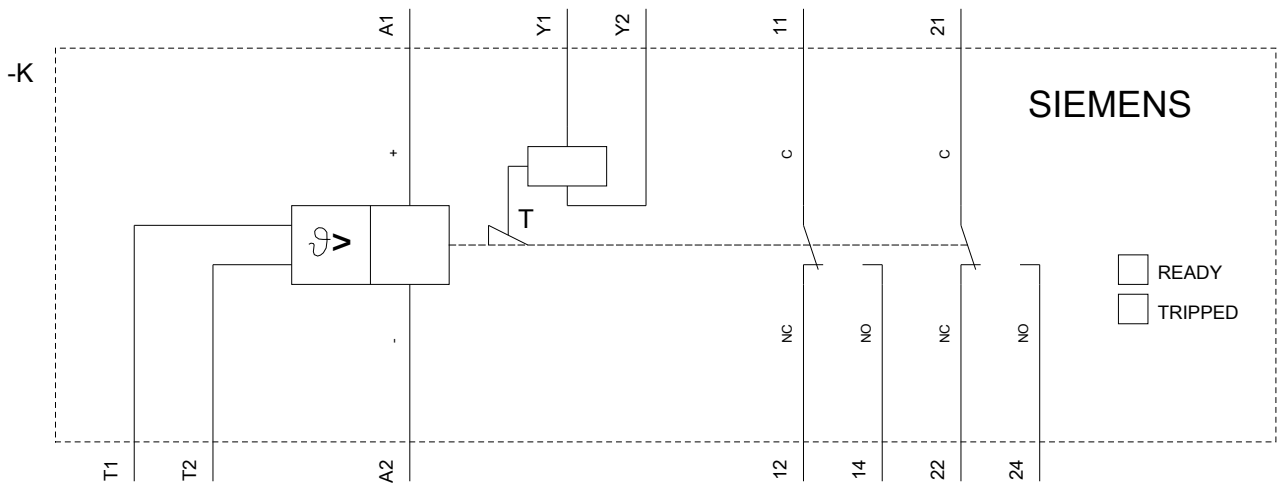 A1
Y1
Y2
11
21
-K
SIEMENS
+
C
C
T
ϑ>
READY
TRIPPED
-
NC
NO
NC
NO
T1
T2
A2
12
14
22
24